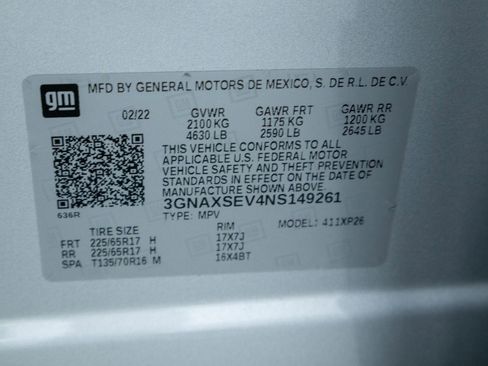 gm
MFD BY GENERAL MOTORS DE MEXICO, S. DE R.L. DE C.V.
02/22 GVWR GAWR FRT GAWR RR
2100 KG 1175 KG 1200 KG
4630 LB 2590 LB 2645 LB
THIS VEHICLE CONFORMS TO ALL
APPLICABLE U.S. FEDERAL MOTOR
VEHICLE SAFETY AND THEFT PREVENTION
STANDARDS IN EFFECT ON THE DATE OF
MANUFACTURE SHOWN ABOVE.
3GNAXSEV4NS149261
636R TYPE: MPV MODEL: 411XP26
TIRE SIZE RIM
FRT 225/65R17 H 17X7J
RR 225/65R17 H 17X7J
SPA T135/70R16 M 16X4BT